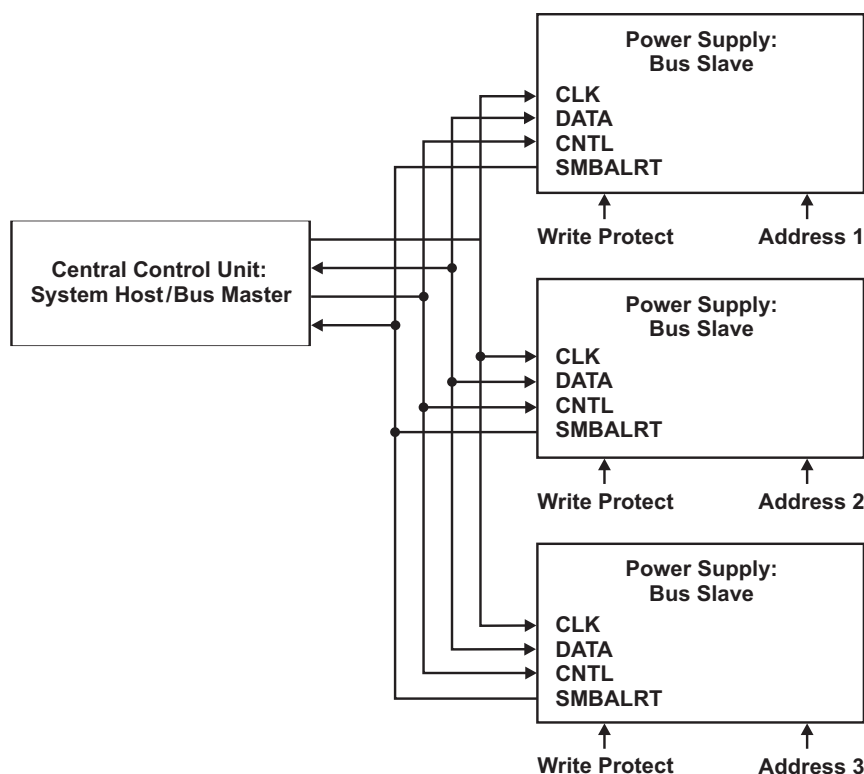 Power Supply:
Bus Slave
CLK
DATA
CNTL
SMBALRT
Write Protect
Address 1
Central Control Unit:
System Host/Bus Master
Power Supply:
Bus Slave
CLK
DATA
CNTL
SMBALRT
Write Protect
Address 2
Power Supply:
Bus Slave
CLK
DATA
CNTL
SMBALRT
Write Protect
Address 3